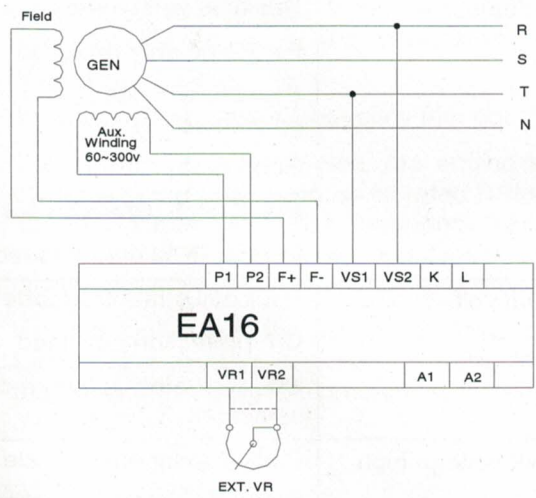 Field
R
GEN
S
T
N
Aux.
Winding
60~300v
P1 P2 F+ F- VS1 VS2 K L
EA16
VR1 VR2 A1 A2
EXT. VR